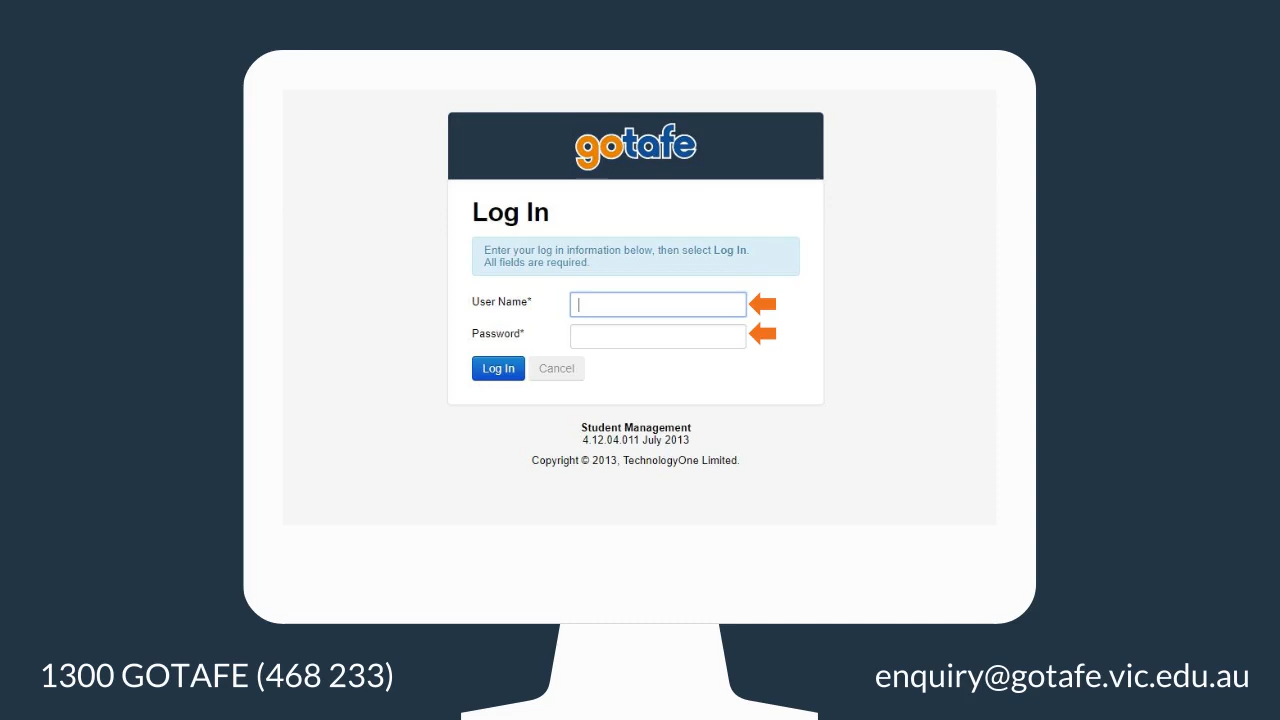 gotafe
Log In
Enter your log in information below, then select Log In.
All fields are required.
User Name*
Password*
Log In Cancel
Student Management
4.12.04.011 July 2013
Copyright © 2013, TechnologyOne Limited.
1300 GOTAFE (468 233)
enquiry@gotafe.vic.edu.au